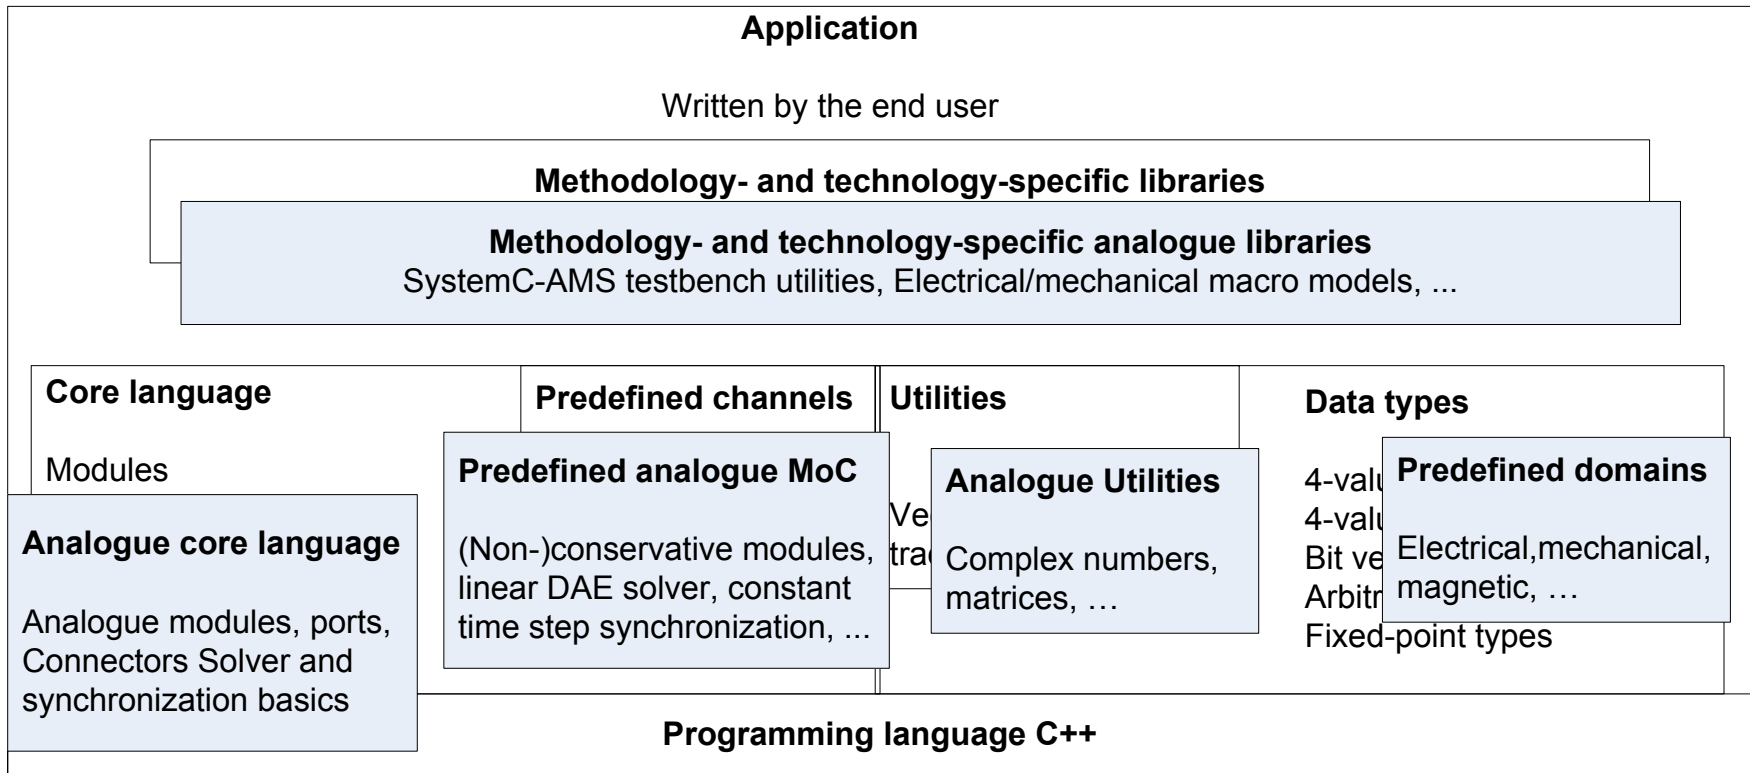 Application
Written by the end user
Methodology- and technology-specific libraries
Methodology- and technology-specific analogue libraries
SystemC-AMS testbench utilities, Electrical/mechanical macro models, ...
Core language
Modules
Analogue core language
Analogue modules, ports,
Connectors Solver and
synchronization basics
Predefined channels
Predefined analogue MoC
(Non-)conservative modules,
linear DAE solver, constant
time step synchronization, ...
Utilities
Analogue Utilities
Complex numbers,
matrices, …
Data types
Fixed-point types
Predefined domains
Electrical,mechanical,
magnetic, …
Programming language C++